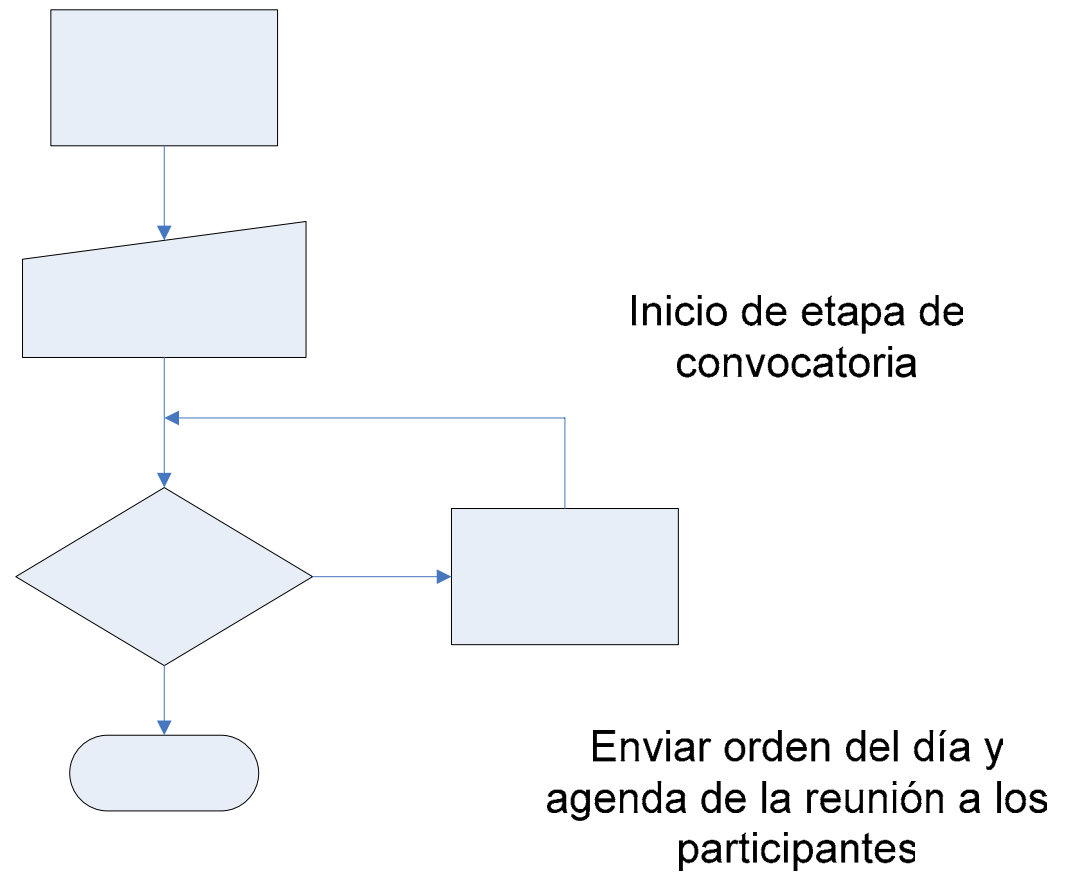 Inicio de etapa de
convocatoria
Enviar orden del día y
agenda de la reunión a los
participantes